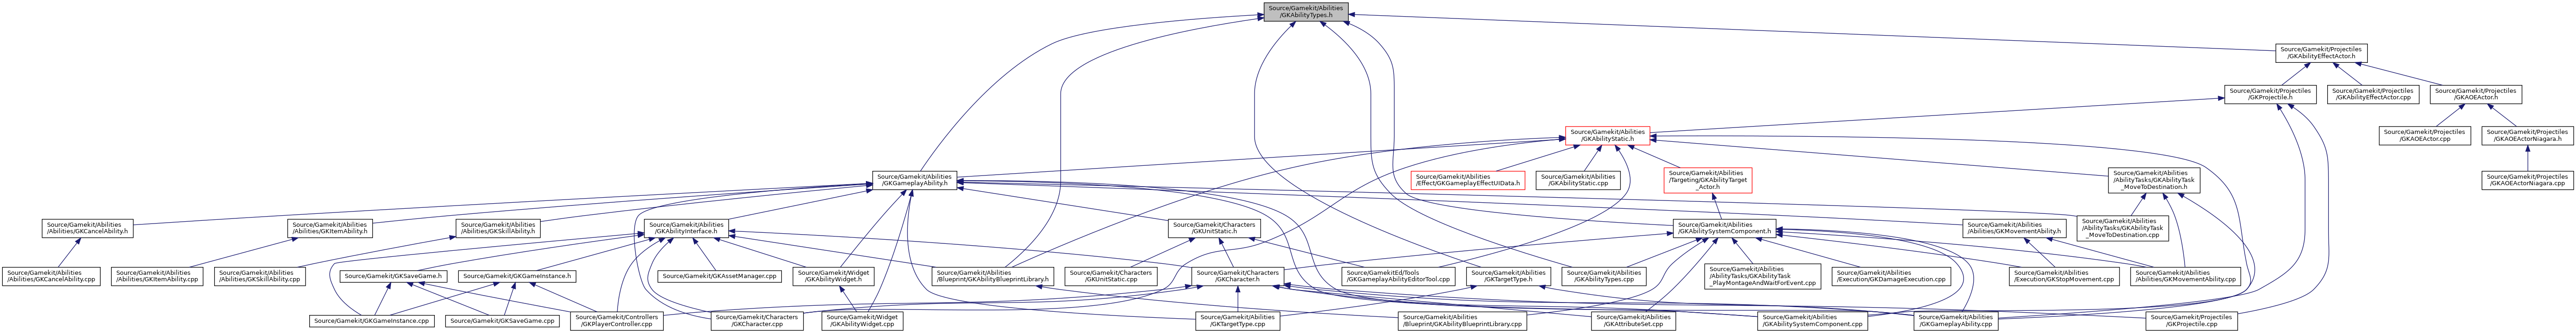 Source/Gamekit/Abilities
/GKAbilityTypes.h
Source/Gamekit/Projectiles
/GKAbilityEffectActor.h
Source/Gamekit/Projectiles
/GKProjectile.h
Source/Gamekit/Projectiles
/GKAbilityEffectActor.cpp
Source/Gamekit/Projectiles
/GKAOEActor.h
Source/Gamekit/Abilities
/GKAbilityStatic.h
Source/Gamekit/Projectiles
/GKAOEActor.cpp
Source/Gamekit/Projectiles
/GKAOEActorNiagara.h
Source/Gamekit/Abilities
/GKGameplayAbility.h
Source/Gamekit/Abilities
/Effect/GKGameplayEffectUIData.h
Source/Gamekit/Abilities
/GKAbilityStatic.cpp
Source/Gamekit/Abilities
/Targeting/GKAbilityTarget
_Actor.h
Source/Gamekit/Abilities
/AbilityTasks/GKAbilityTask
_MoveToDestination.h
Source/Gamekit/Projectiles
/GKAOEActorNiagara.cpp
Source/Gamekit/Abilities
/Abilities/GKCancelAbility.h
Source/Gamekit/Abilities
/Abilities/GKItemAbility.h
Source/Gamekit/Abilities
/Abilities/GKSkillAbility.h
Source/Gamekit/Abilities
/GKAbilityInterface.h
Source/Gamekit/Characters
/GKUnitStatic.h
Source/Gamekit/Abilities
/GKAbilitySystemComponent.h
Source/Gamekit/Abilities
/Abilities/GKMovementAbility.h
Source/Gamekit/Abilities
/AbilityTasks/GKAbilityTask
_MoveToDestination.cpp
Source/Gamekit/Abilities
/Abilities/GKCancelAbility.cpp
Source/Gamekit/Abilities
/Abilities/GKItemAbility.cpp
Source/Gamekit/Abilities
/Abilities/GKSkillAbility.cpp
Source/Gamekit/GKSaveGame.h
Source/Gamekit/GKGameInstance.h
Source/Gamekit/GKAssetManager.cpp
Source/Gamekit/Widget
/GKAbilityWidget.h
Source/Gamekit/Abilities
/Blueprint/GKAbilityBlueprintLibrary.h
Source/Gamekit/Characters
/GKUnitStatic.cpp
Source/Gamekit/Characters
/GKCharacter.h
Source/GamekitEd/Tools
/GKGameplayAbilityEditorTool.cpp
Source/Gamekit/Abilities
/GKTargetType.h
Source/Gamekit/Abilities
/GKAbilityTypes.cpp
Source/Gamekit/Abilities
/AbilityTasks/GKAbilityTask
_PlayMontageAndWaitForEvent.cpp
Source/Gamekit/Abilities
/Execution/GKDamageExecution.cpp
Source/Gamekit/Abilities
/Execution/GKStopMovement.cpp
Source/Gamekit/Abilities
/Abilities/GKMovementAbility.cpp
Source/Gamekit/GKGameInstance.cpp
Source/Gamekit/GKSaveGame.cpp
Source/Gamekit/Controllers
/GKPlayerController.cpp
Source/Gamekit/Characters
/GKCharacter.cpp
Source/Gamekit/Widget
/GKAbilityWidget.cpp
Source/Gamekit/Abilities
/GKTargetType.cpp
Source/Gamekit/Abilities
/Blueprint/GKAbilityBlueprintLibrary.cpp
Source/Gamekit/Abilities
/GKAttributeSet.cpp
Source/Gamekit/Abilities
/GKAbilitySystemComponent.cpp
Source/Gamekit/Abilities
/GKGameplayAbility.cpp
Source/Gamekit/Projectiles
/GKProjectile.cpp